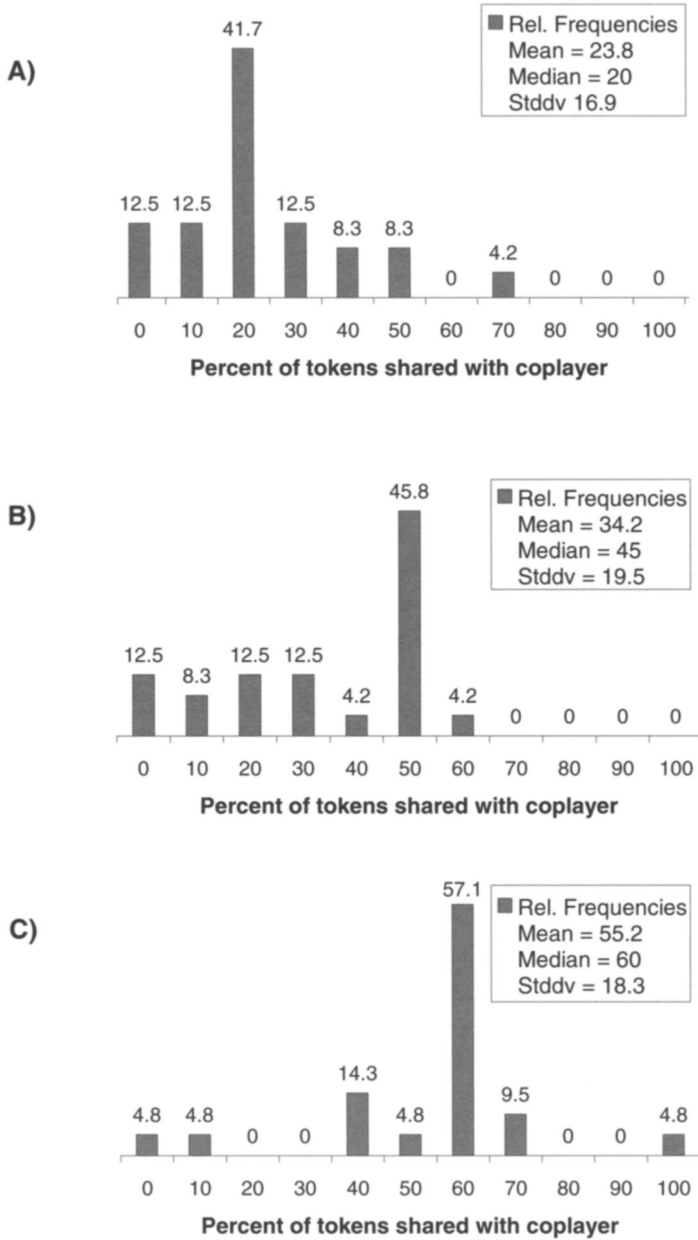 A)
Rel. Frequencies
Mean = 23.8
Median = 20
Stddv 16.9
41.7
12.5 12.5 12.5 8.3 8.3 0 4.2 0 0 0
0 10 20 30 40 50 60 70 80 90 100
Percent of tokens shared with coplayer
B)
Rel. Frequencies
Mean = 34.2
Median = 45
Stddv = 19.5
45.8
12.5 8.3 12.5 12.5 4.2 4.2 0 0 0 0
0 10 20 30 40 50 60 70 80 90 100
Percent of tokens shared with coplayer
C)
Rel. Frequencies
Mean = 55.2
Median = 60
Stddv = 18.3
57.1
4.8 4.8 0 0 14.3 4.8 9.5 0 0 4.8
0 10 20 30 40 50 60 70 80 90 100
Percent of tokens shared with coplayer